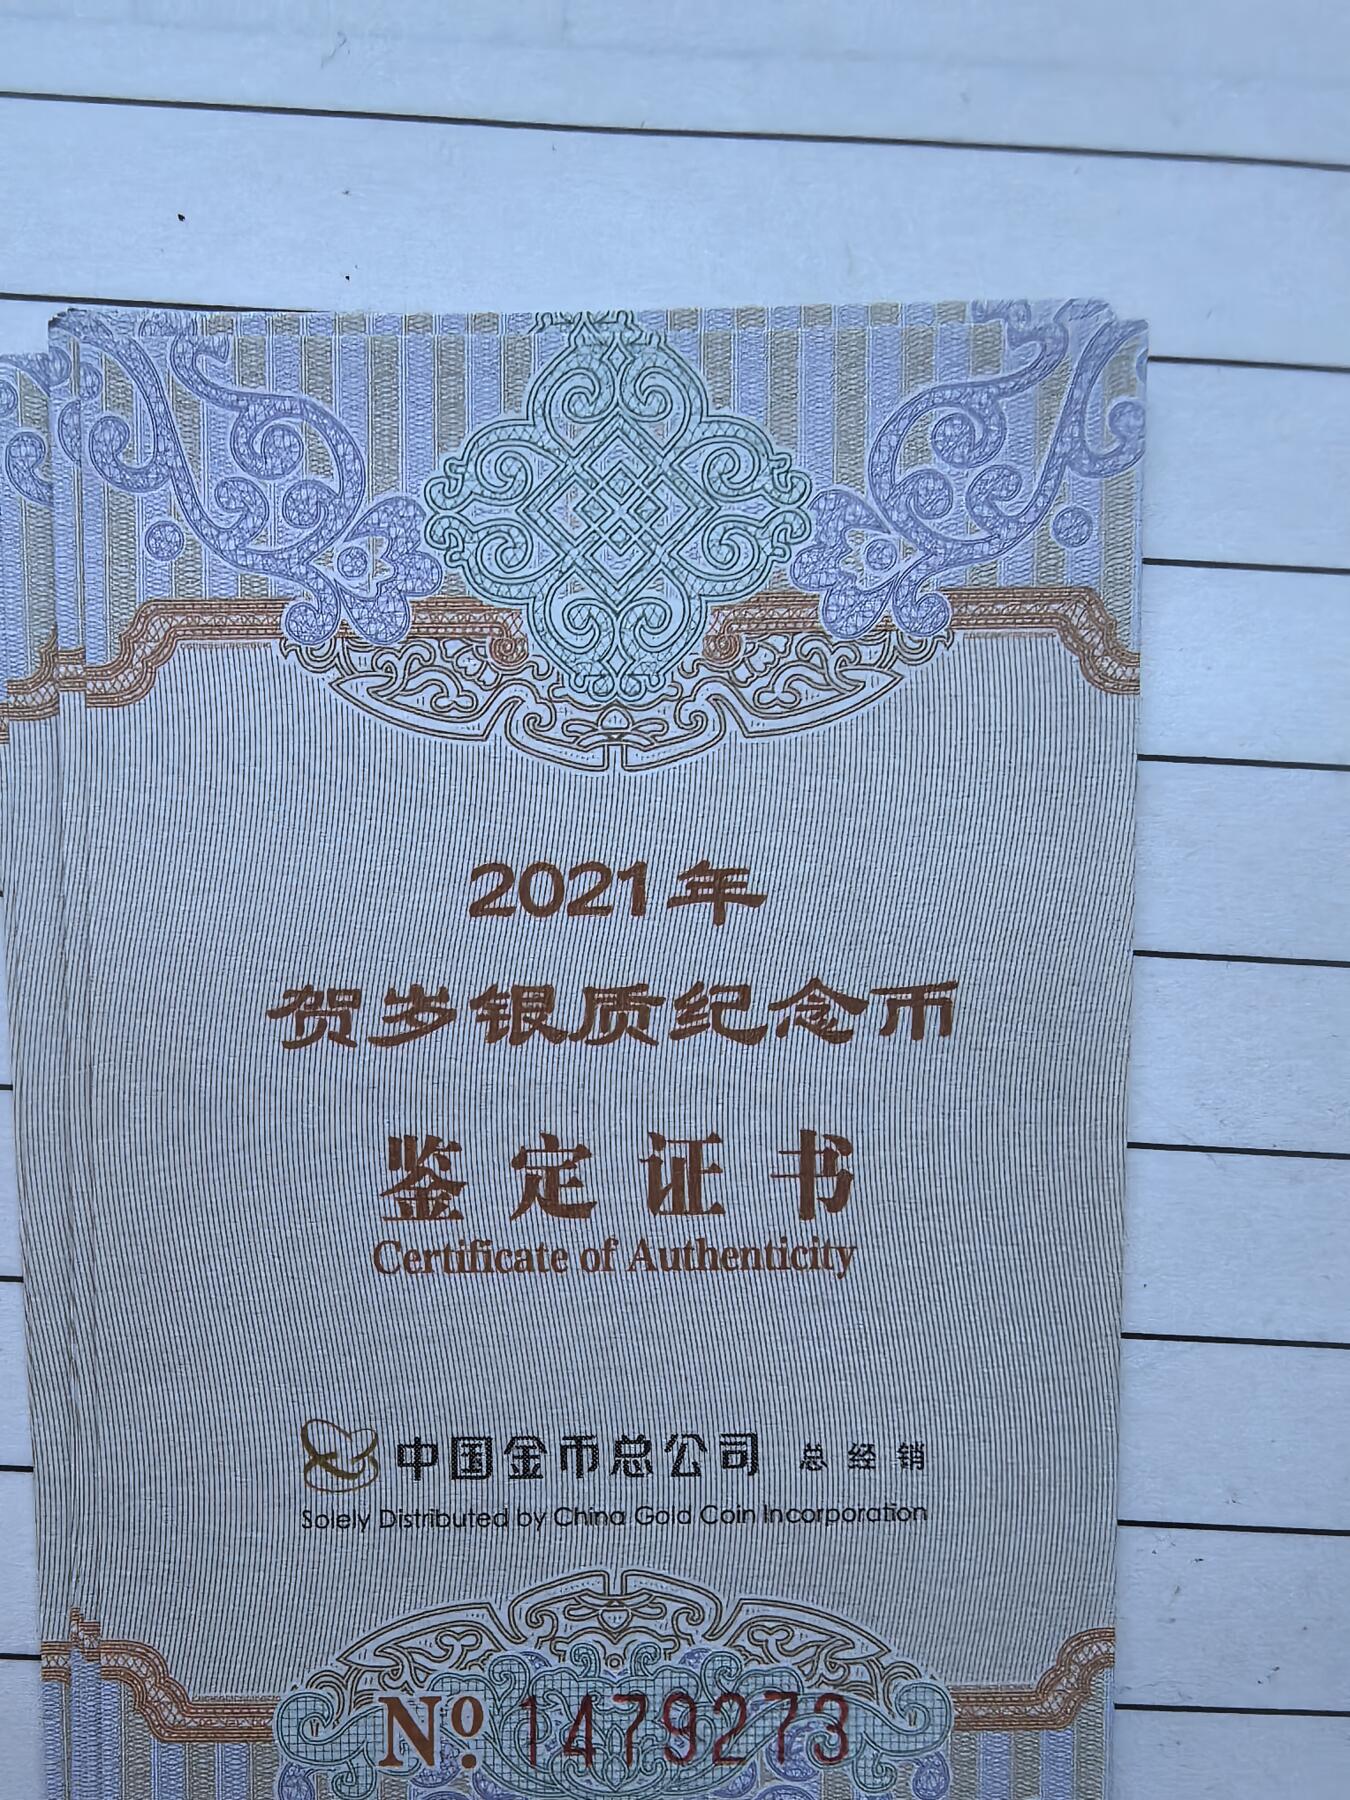 2021年
贺岁银质纪念币
鉴定证书
Certificate of Authenticity
中国金币总公司 总经销
Solely Distributed by China Gold Coin Incorporation
Nº 1479273